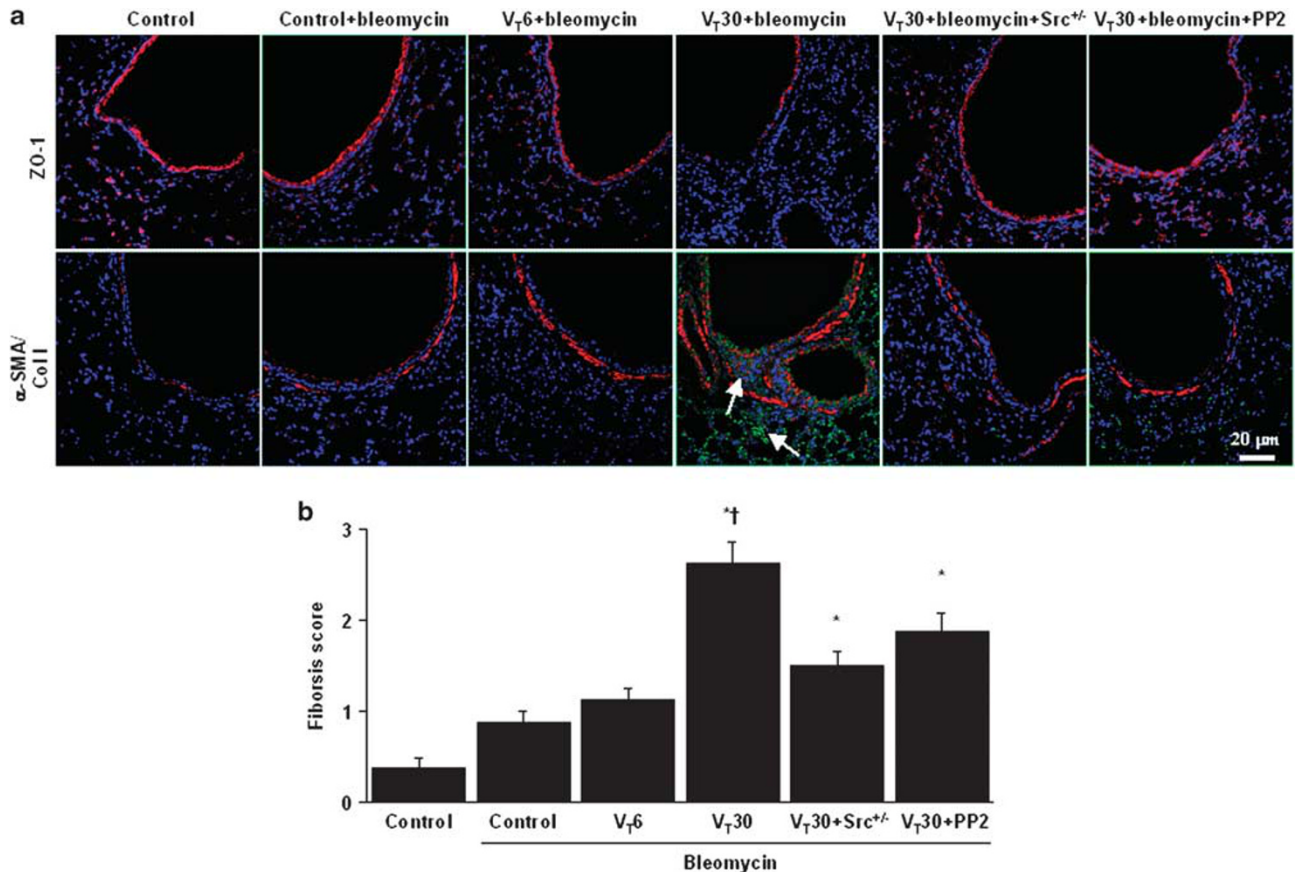 a
Control
Control+bleomycin
VT6+bleomycin
VT30+bleomycin
VT30+bleomycin+Src+/-
VT30+bleomycin+PP2
ZO-1
α-SMA/
Col I
20 µm
b
Fiborsis score
3
2
1
0
*†
*
*
Control
Control
VT6
VT30
VT30+Src+/-
VT30+PP2
Bleomycin